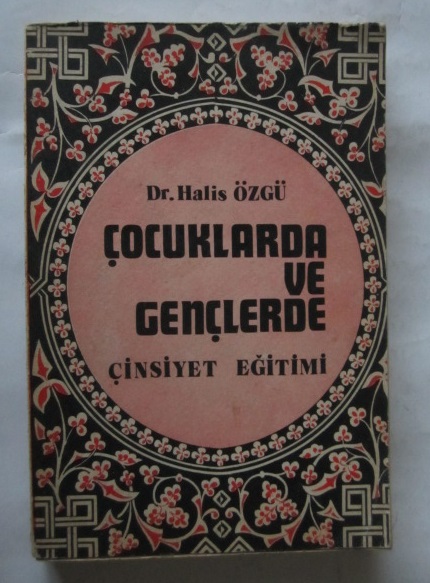 Dr. Halis ÖZGÜ
ÇOCUKLARDA
VE
GENÇLERDE
ÇİNSİYET EĞİTİMİ